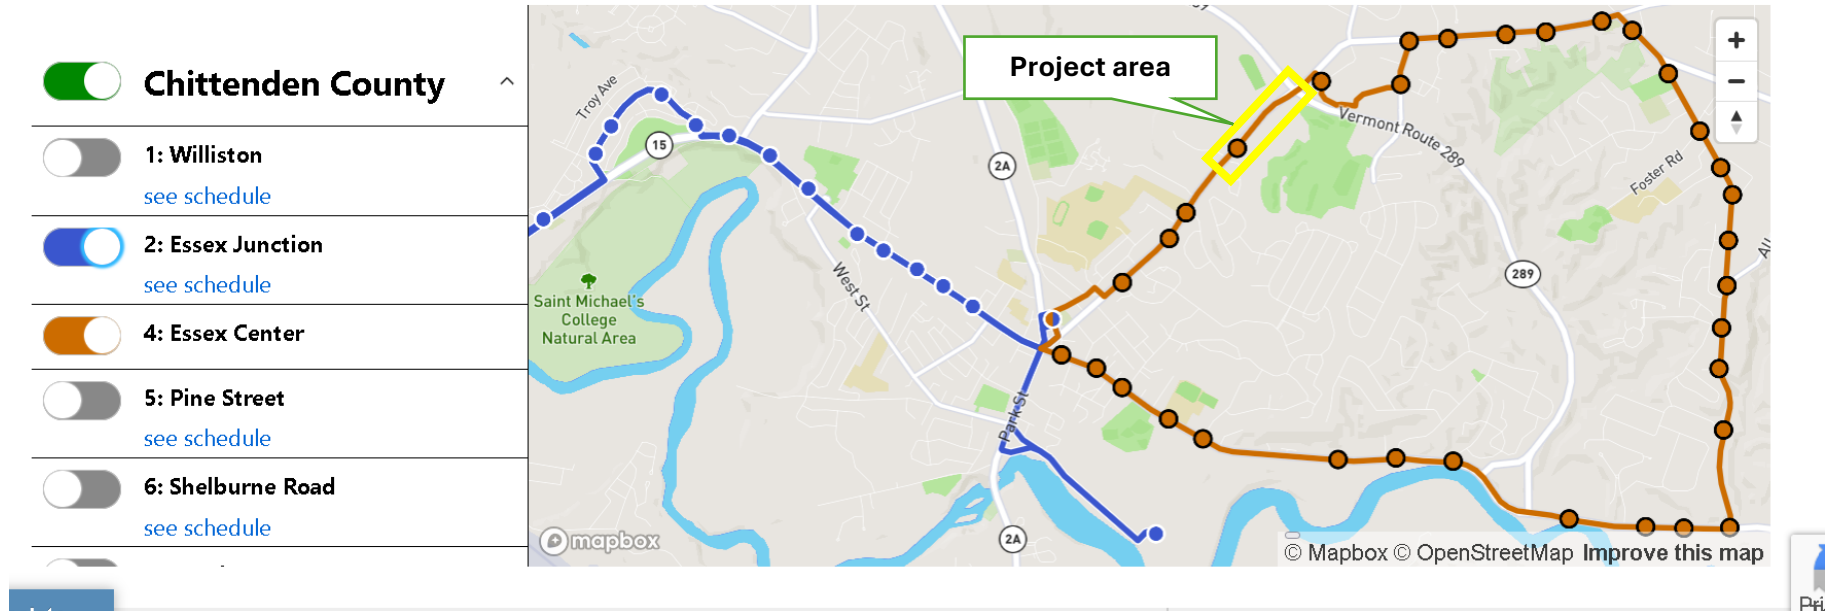 Chittenden County
1: Williston
see schedule
2: Essex Junction
see schedule
4: Essex Center
5: Pine Street
see schedule
6: Shelburne Road
see schedule
Project area
Troy Ave
15
2A
Vermont Route 289
Foster Rd
289
West St
Saint Michael's
College
Natural Area
Park St
2A
mapbox
© Mapbox © OpenStreetMap Improve this map